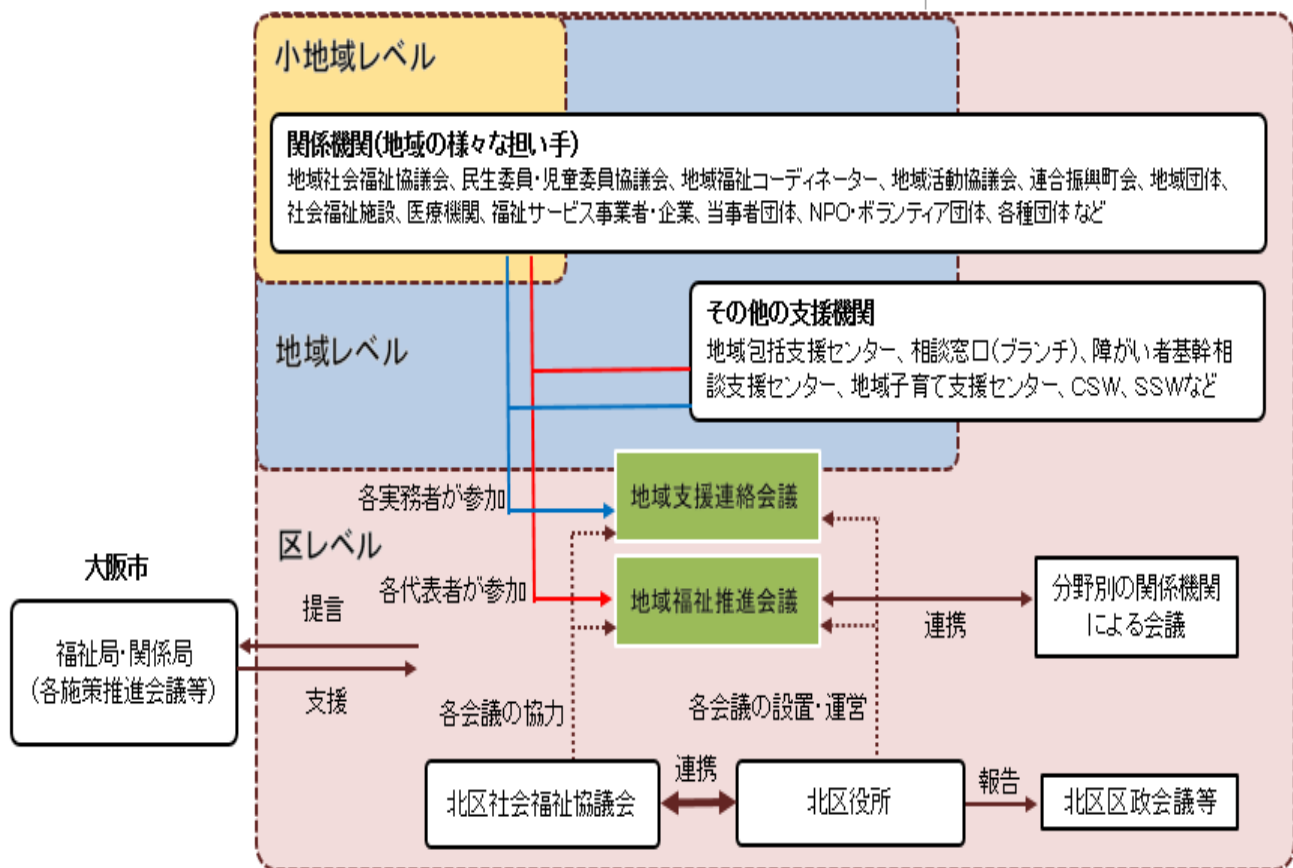 小地域レベル
関係機関(地域の様々な担い手)
地域社会福祉協議会、民生委員・児童委員協議会、地域福祉コーディネーター、地域活動協議会、連合振興町会、地域団体、
社会福祉施設、医療機関、福祉サービス事業者・企業、当事者団体、NPO・ボランティア団体、各種団体など
その他の支援機関
地域包括支援センター、相談窓口(ブランチ)、障がい者基幹相
談支援センター、地域子育て支援センター、CSW、SSWなど
地域レベル
各実務者が参加
地域支援連絡会議
区レベル
大阪市
各代表者が参加
地域福祉推進会議
分野別の関係機関
による会議
提言
連携
福祉局・関係局
(各施策推進会議等)
支援
各会議の協力
各会議の設置・運営
北区社会福祉協議会
連携
北区役所
報告
北区区政会議等